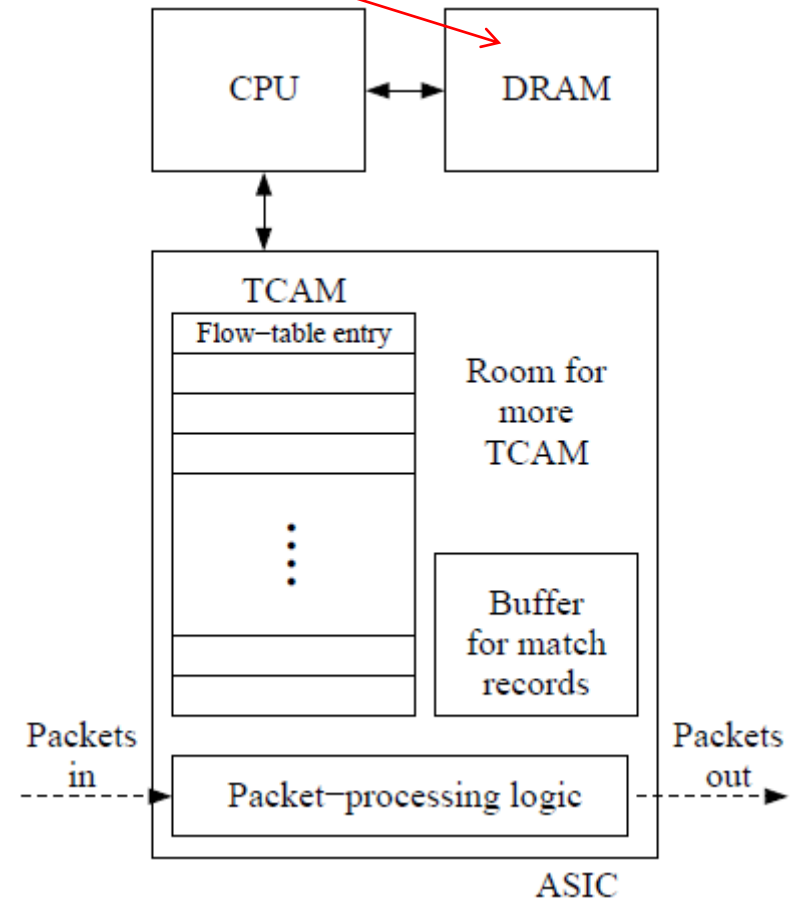 CPU
DRAM
TCAM
Flow−table entry
Room for
more
TCAM
Buffer
for match
records
Packets
in
Packet−processing logic
Packets
out
ASIC